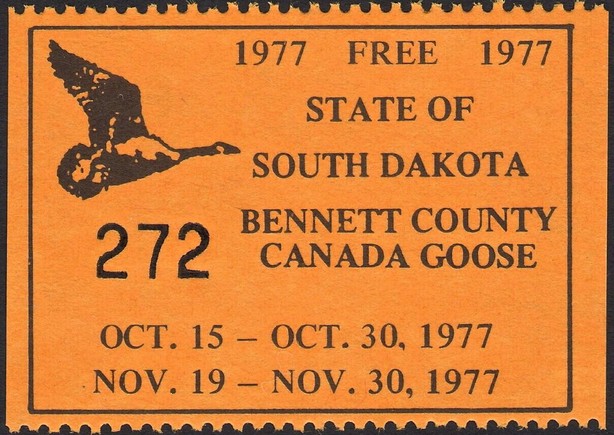 1977 FREE 1977
STATE OF
SOUTH DAKOTA
BENNETT COUNTY
CANADA GOOSE
272
OCT. 15 – OCT. 30, 1977
NOV. 19 – NOV. 30, 1977